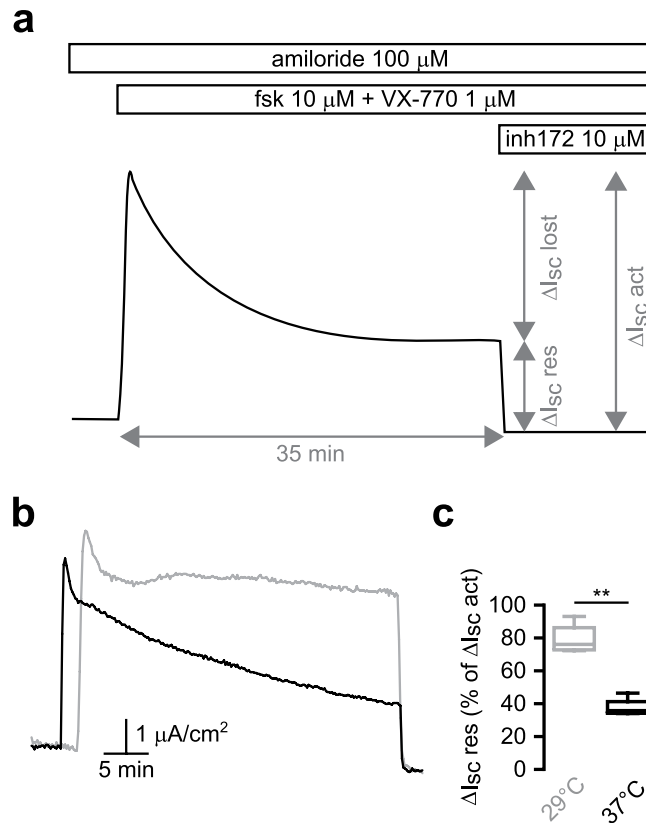 a
amiloride 100 µM
fsk 10 µM + VX-770 1 µM
inh172 10 µM
ΔISC lost
ΔISC res
ΔISC act
35 min
b
1 µA/cm²
5 min
c
ΔISC res (% of ΔISC act)
**
100
80
60
40
20
0
29°C
37°C